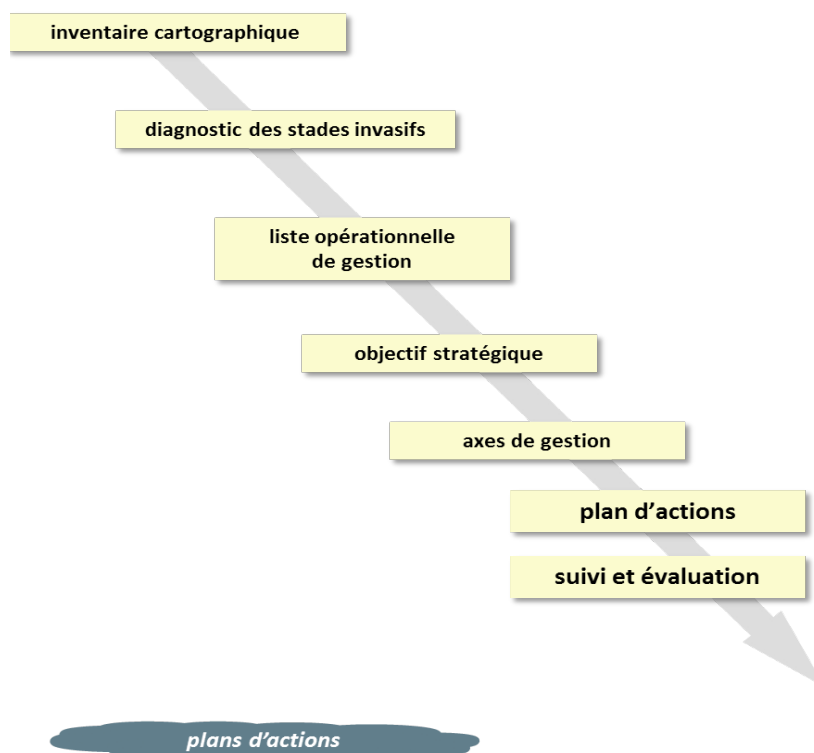 inventaire cartographique
diagnostic des stades invasifs
liste opérationnelle
de gestion
objectif stratégique
axes de gestion
plan d’actions
suivi et évaluation
plans d’actions